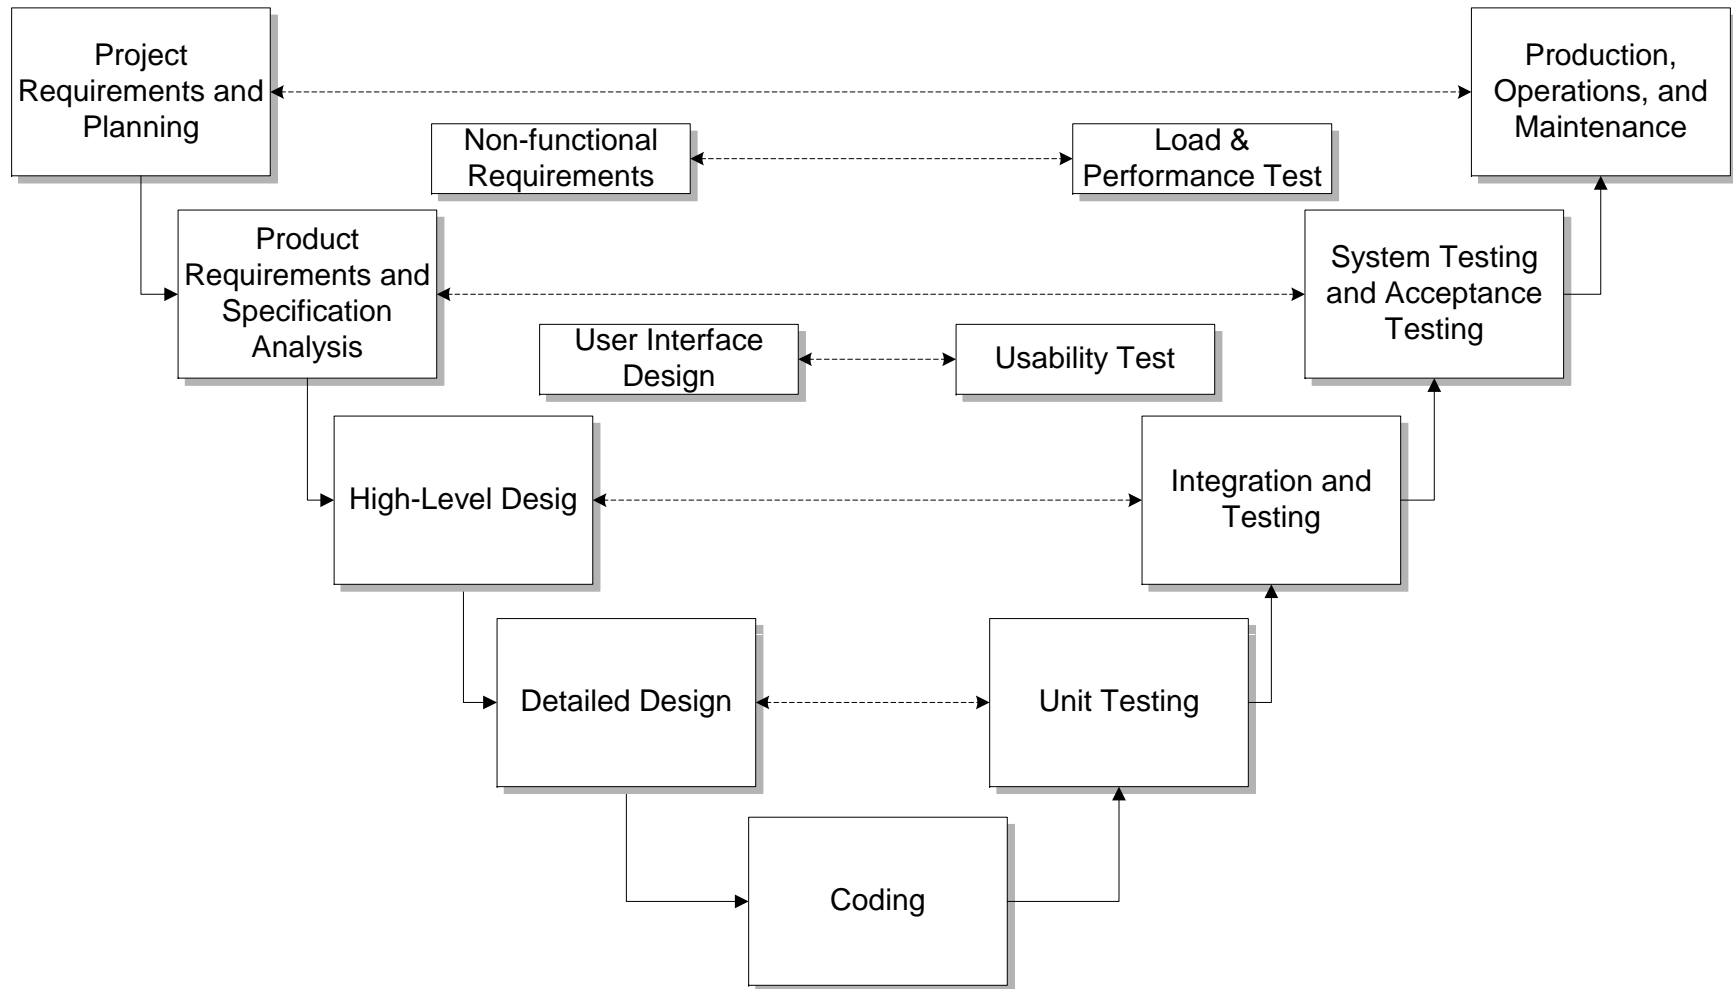 Project
Requirements and
Planning
Production,
Operations, and
Maintenance
Non-functional
Requirements
Load &
Performance Test
Product
Requirements and
Specification
Analysis
System Testing
and Acceptance
Testing
User Interface
Design
Usability Test
High-Level Desig
Integration and
Testing
Detailed Design
Unit Testing
Coding